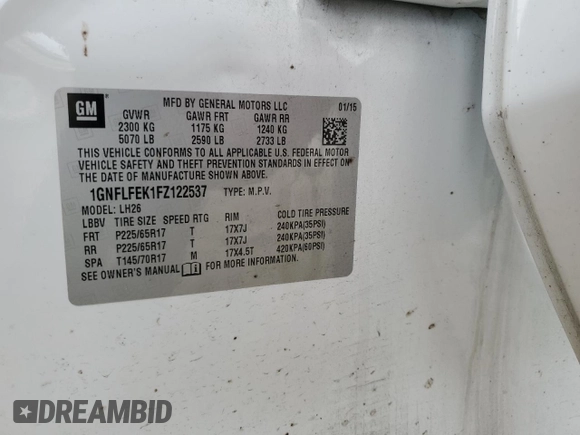 GM
MFD BY GENERAL MOTORS LLC 01/15
GVWR GAWR FRT GAWR RR
2300 KG 1175 KG 1240 KG
5070 LB 2590 LB 2733 LB
THIS VEHICLE CONFORMS TO ALL APPLICABLE U.S. FEDERAL MOTOR
VEHICLE SAFETY AND THEFT PREVENTION STANDARDS IN EFFECT ON
THE DATE OF MANUFACTURE SHOWN ABOVE.
1GNFLFEK1FZ122537 TYPE: M.P.V.
MODEL: LH26
LBBV TIRE SIZE SPEED RTG RIM COLD TIRE PRESSURE
FRT P225/65R17 T 17X7J 240KPA(35PSI)
RR P225/65R17 T 17X7J 240KPA(35PSI)
SPA T145/70R17 M 17X4.5T 420KPA(60PSI)
SEE OWNER'S MANUAL FOR MORE INFORMATION.
DREAMBID